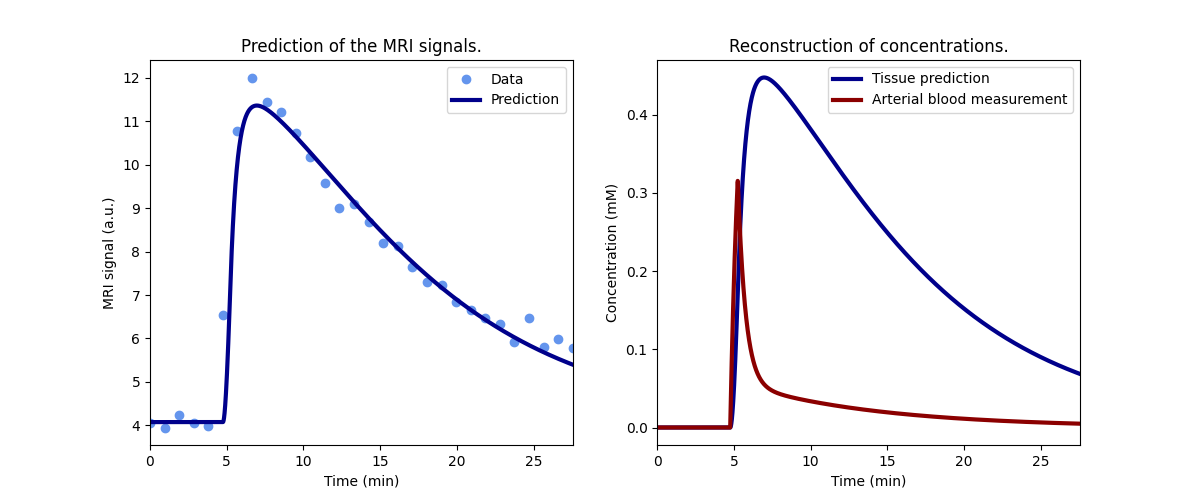 Prediction of the MRI signals.
MRI signal (a.u.)
12
11
10
9
8
7
6
5
4
0
5
10
15
20
25
Time (min)
Data
Prediction
Reconstruction of concentrations.
Concentration (mM)
0.4
0.3
0.2
0.1
0.0
0
5
10
15
20
25
Time (min)
Tissue prediction
Arterial blood measurement